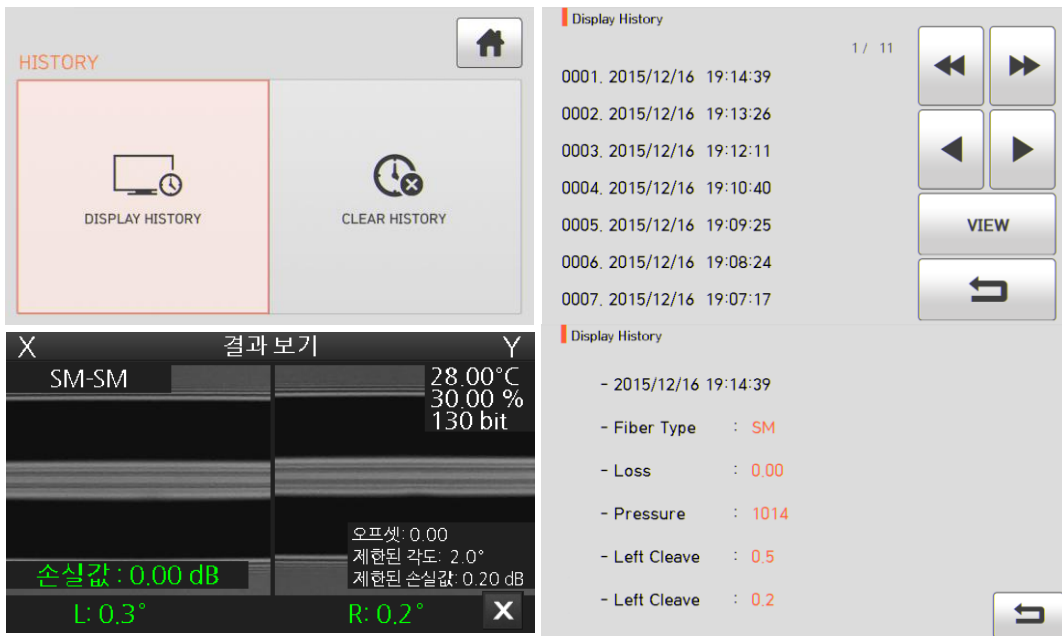 HISTORY
DISPLAY HISTORY
CLEAR HISTORY
Display History
1 / 11
0001. 2015/12/16 19:14:39
0002. 2015/12/16 19:13:26
0003. 2015/12/16 19:12:11
0004. 2015/12/16 19:10:40
0005. 2015/12/16 19:09:25
0006. 2015/12/16 19:08:24
0007. 2015/12/16 19:07:17
VIEW
X 결과 보기 Y
SM-SM
28.00°C
30.00 %
130 bit
오프셋: 0.00
제한된 각도: 2.0°
제한된 손실값: 0.20 dB
손실값 : 0.00 dB
L: 0.3° R: 0.2° X
Display History
- 2015/12/16 19:14:39
- Fiber Type : SM
- Loss : 0.00
- Pressure : 1014
- Left Cleave : 0.5
- Left Cleave : 0.2